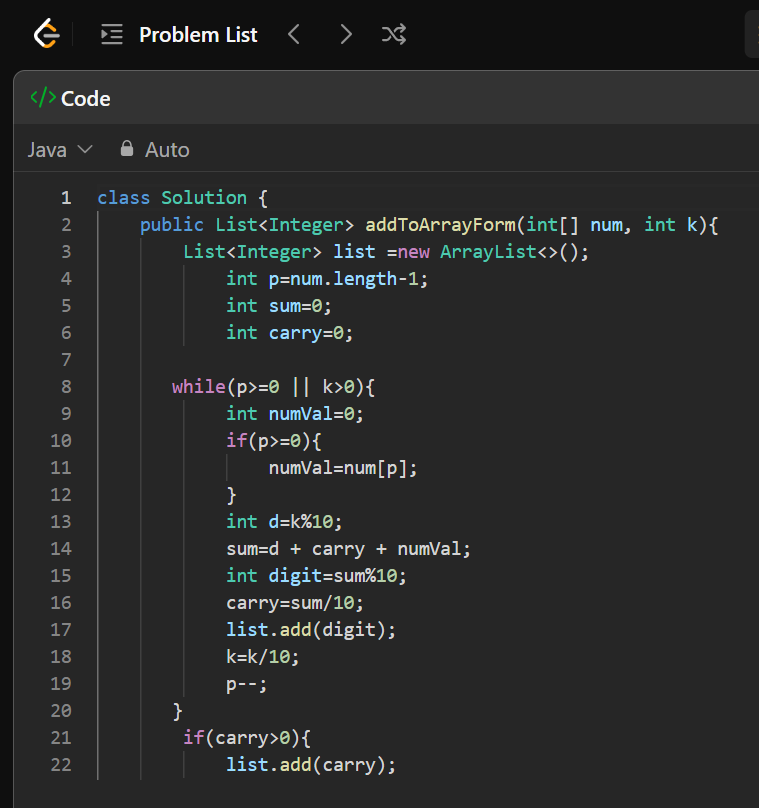 Problem List
</> Code
Java Auto
1 class Solution {
2 public List<Integer> addToArrayForm(int[] num, int k){
3 List<Integer> list =new ArrayList<>();
4 int p=num.length-1;
5 int sum=0;
6 int carry=0;
7
8 while(p>=0 || k>0){
9 int numVal=0;
10 if(p>=0){
11 numVal=num[p];
12 }
13 int d=k%10;
14 sum=d + carry + numVal;
15 int digit=sum%10;
16 carry=sum/10;
17 list.add(digit);
18 k=k/10;
19 p--;
20 }
21 if(carry>0){
22 list.add(carry);